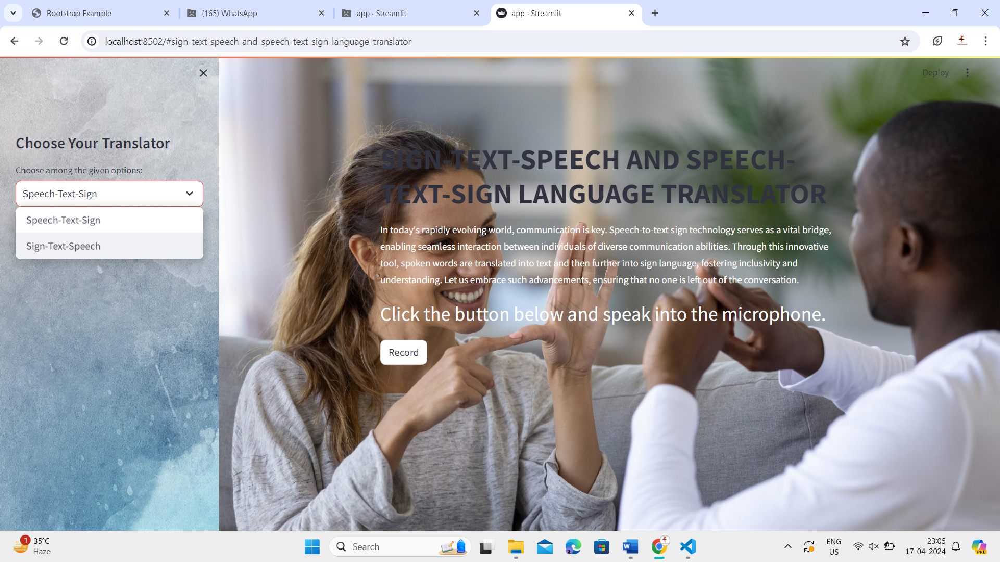 Bootstrap Example
(165) WhatsApp
app · Streamlit
app · Streamlit
localhost:8502/#sign-text-speech-and-speech-text-sign-language-translator
Deploy
Choose Your Translator
Choose among the given options:
Speech-Text-Sign
Speech-Text-Sign
Sign-Text-Speech
SIGN-TEXT-SPEECH AND SPEECH-
TEXT-SIGN LANGUAGE TRANSLATOR
In today's rapidly evolving world, communication is key. Speech-to-text sign technology serves as a vital bridge,
enabling seamless interaction between individuals of diverse communication abilities. Through this innovative
tool, spoken words are translated into text and then further into sign language, fostering inclusivity and
understanding. Let us embrace such advancements, ensuring that no one is left out of the conversation.
Click the button below and speak into the microphone.
Record
1
35°C
Haze
Search
W
ENG
US
23:05
17-04-2024
PRE